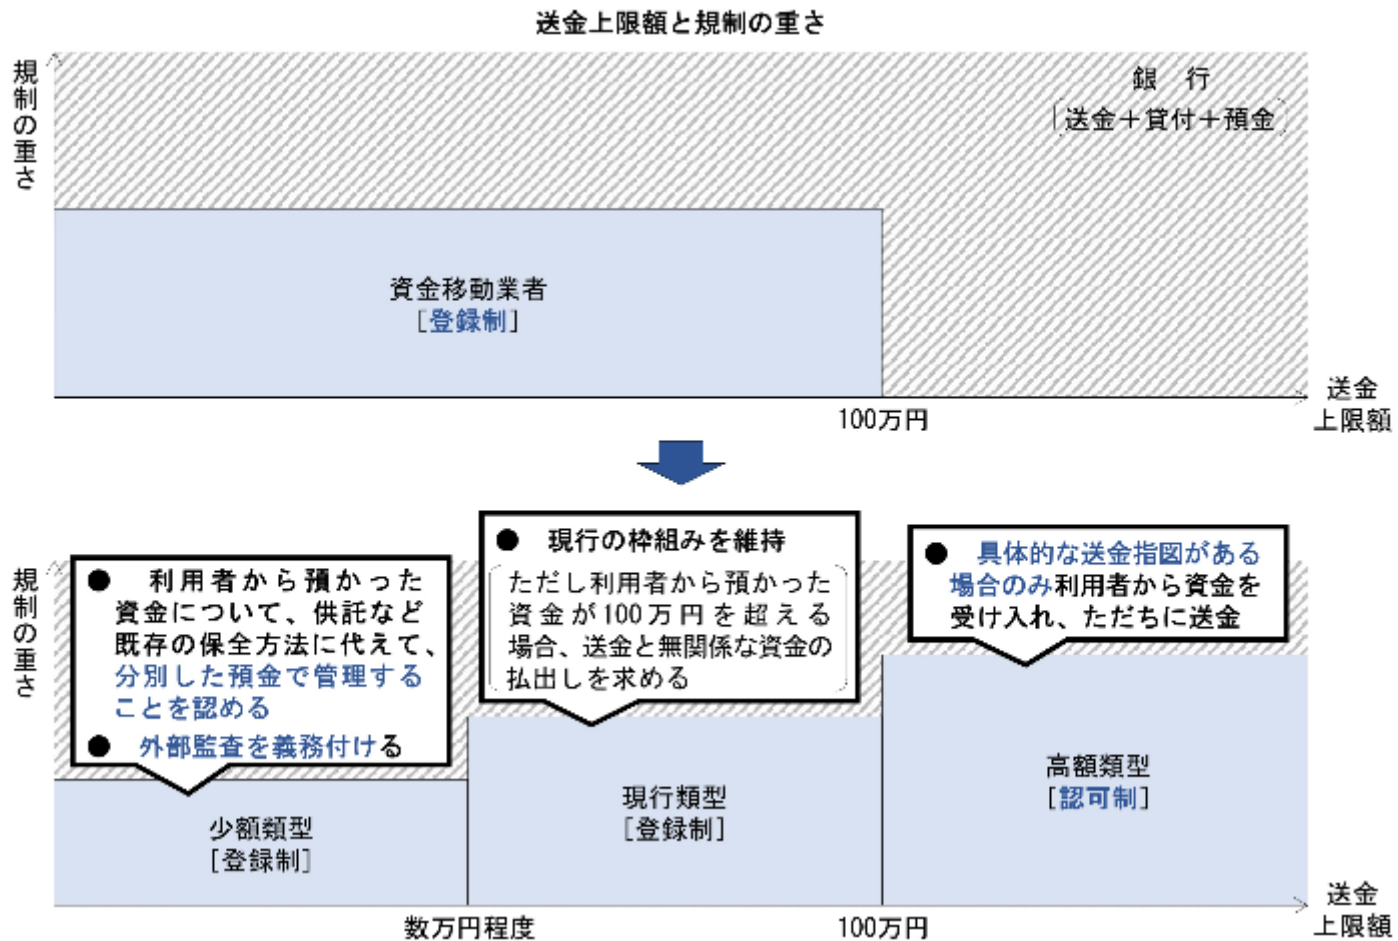 送金上限額と規制の重さ
規制の重さ
銀　行
送金＋貸付＋預金
資金移動業者
［登録制］
100万円
送金
上限額
規制の重さ
●　利用者から預かった
資金について、供託など
既存の保全方法に代えて、
分別した預金で管理する
ことを認める
●　外部監査を義務付ける
●　現行の枠組みを維持
ただし利用者から預かった
資金が100万円を超える
場合、送金と無関係な資金の
払出しを求める
●　具体的な送金指図がある
場合のみ利用者から資金を
受け入れ、ただちに送金
少額類型
［登録制］
現行類型
［登録制］
高額類型
［認可制］
数万円程度
100万円
送金
上限額